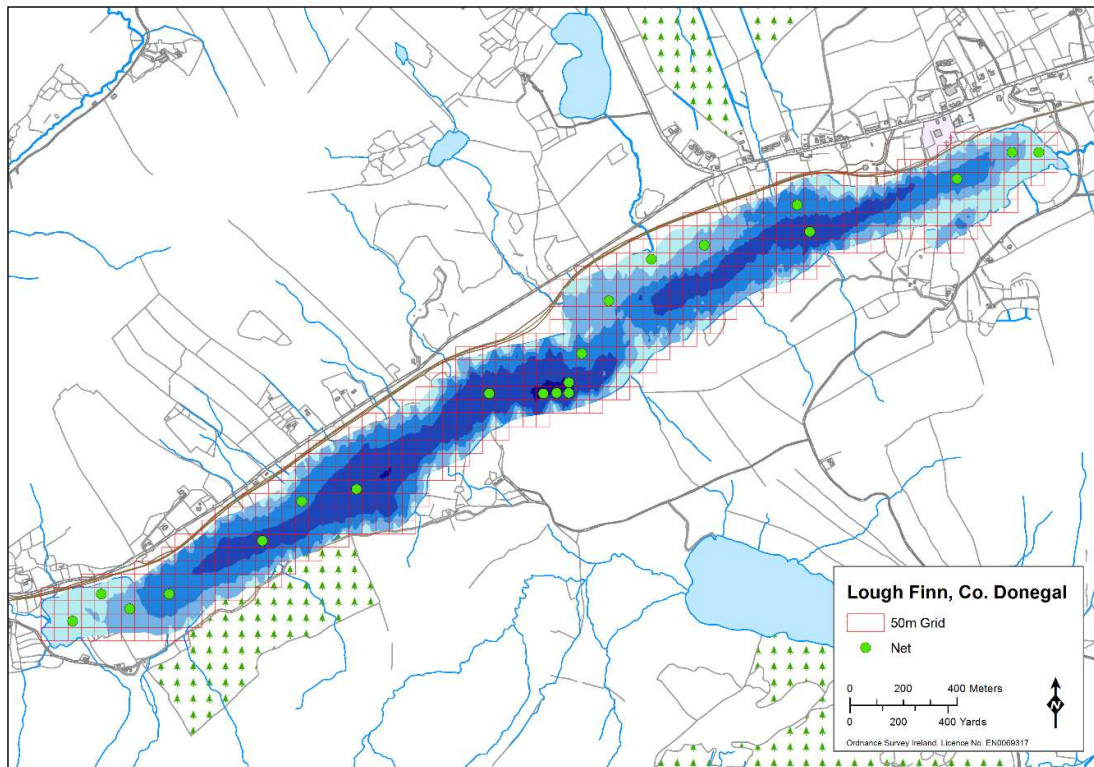 Lough Finn, Co. Donegal
50m Grid
Net
0 200 400 Meters
0 200 400 Yards
N
Ordnance Survey Ireland. Licence No. EN0069317